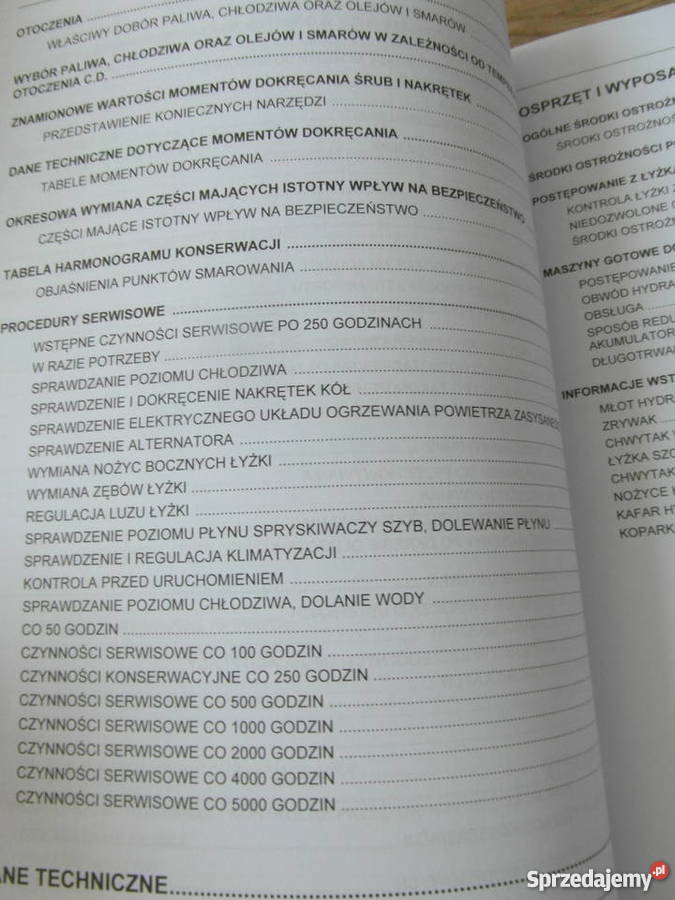 OTOCZENIA
WŁAŚCIWY DOBÓR PALIWA, CHŁODZIWA ORAZ OLEJÓW I SMARÓW
WYBÓR PALIWA, CHŁODZIWA ORAZ OLEJÓW I SMARÓW W ZALEŻNOŚCI OD
OTOCZENIA C.D.
ZNAMIONOWE WARTOŚCI MOMENTÓW DOKRĘCANIA ŚRUB I NAKRĘTEK
PRZEDSTAWIENIE KONIECZNYCH NARZĘDZI
DANE TECHNICZNE DOTYCZĄCE MOMENTÓW DOKRĘCANIA
TABELE MOMENTÓW DOKRĘCANIA
OKRESOWA WYMIANA CZĘŚCI MAJĄCYCH ISTOTNY WPŁYW NA BEZPIECZEŃSTWO
CZĘŚCI MAJĄCE ISTOTNY WPŁYW NA BEZPIECZEŃSTWO
TABELA HARMONOGRAMU KONSERWACJI
OBJAŚNIENIA PUNKTÓW SMAROWANIA
PROCEDURY SERWISOWE
WSTĘPNE CZYNNOŚCI SERWISOWE PO 250 GODZINACH
W RAZIE POTRZEBY
SPRAWDZANIE POZIOMU CHŁODZIWA
SPRAWDZENIE I DOKRĘCENIE NAKRĘTEK KÓŁ
SPRAWDZENIE ELEKTRYCZNEGO UKŁADU OGRZEWANIA POWIETRZA ZASYSANEGO
SPRAWDZENIE ALTERNATORA
WYMIANA NOŻYC BOCZNYCH ŁYŻKI
WYMIANA ZĘBÓW ŁYŻKI
REGULACJA LUZU ŁYŻKI
SPRAWDZENIE POZIOMU PŁYNU SPRYSKIWACZY SZYB, DOLEWANIE PŁYNU
SPRAWDZENIE I REGULACJA KLIMATYZACJI
KONTROLA PRZED URUCHOMIENIEM
SPRAWDZANIE POZIOMU CHŁODZIWA, DOLANIE WODY
CO 50 GODZIN
CZYNNOŚCI SERWISOWE CO 100 GODZIN
CZYNNOŚCI KONSERWACYJNE CO 250 GODZIN
CZYNNOŚCI SERWISOWE CO 500 GODZIN
CZYNNOŚCI SERWISOWE CO 1000 GODZIN
CZYNNOŚCI SERWISOWE CO 2000 GODZIN
CZYNNOŚCI SERWISOWE CO 4000 GODZIN
CZYNNOŚCI SERWISOWE CO 5000 GODZIN
ANE TECHNICZNE
OSPRZĘT I WYPOSA
OGÓLNE ŚRODKI OSTROŻN
ŚRODKI OSTROŻNOŚ
ŚRODKI OSTROŻNOŚCI P
POSTĘPOWANIE Z ŁYŻKĄ
KONTROLA ŁYŻKI
NIEDOZWOLONE
ŚRODKI OSTROŻN
MASZYNY GOTOWE DO
POSTĘPOWANIE
OBWÓD HYDRA
OBSŁUGA
SPOSÓB REDU
AKUMULATOR
DŁUGOTRWA
INFORMACJE WST
MŁOT HYDR
ZRYWAK
CHWYTAK
ŁYŻKA SZC
CHWYTAK
NOŻYCE
KAFAR HY
KOPARK
Sprzedajemy.pl